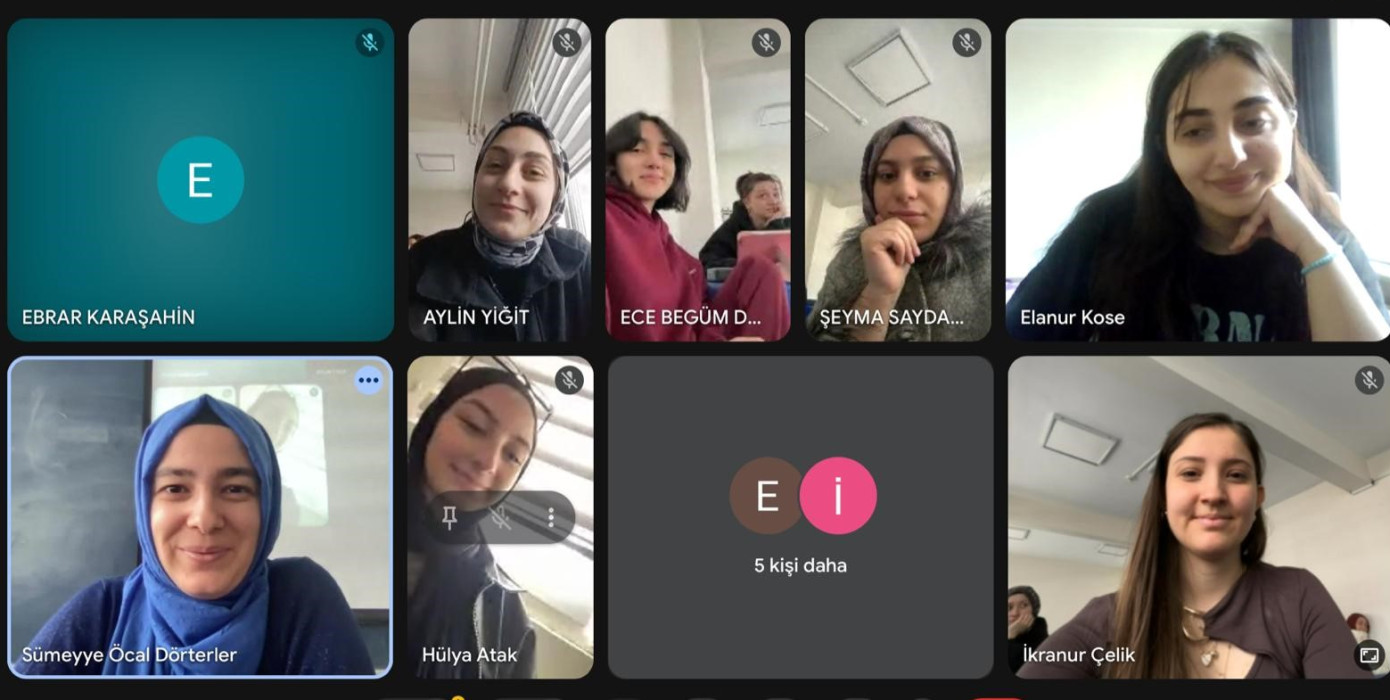 E
EBRAR KARAŞAHİN
AYLİN YİĞİT
ECE BEGÜM D...
ŞEYMA SAYDA...
Elanur Kose
Sümeyye Öcal Dörterler
Hülya Atak
E İ
5 kişi daha
İkranur Çelik